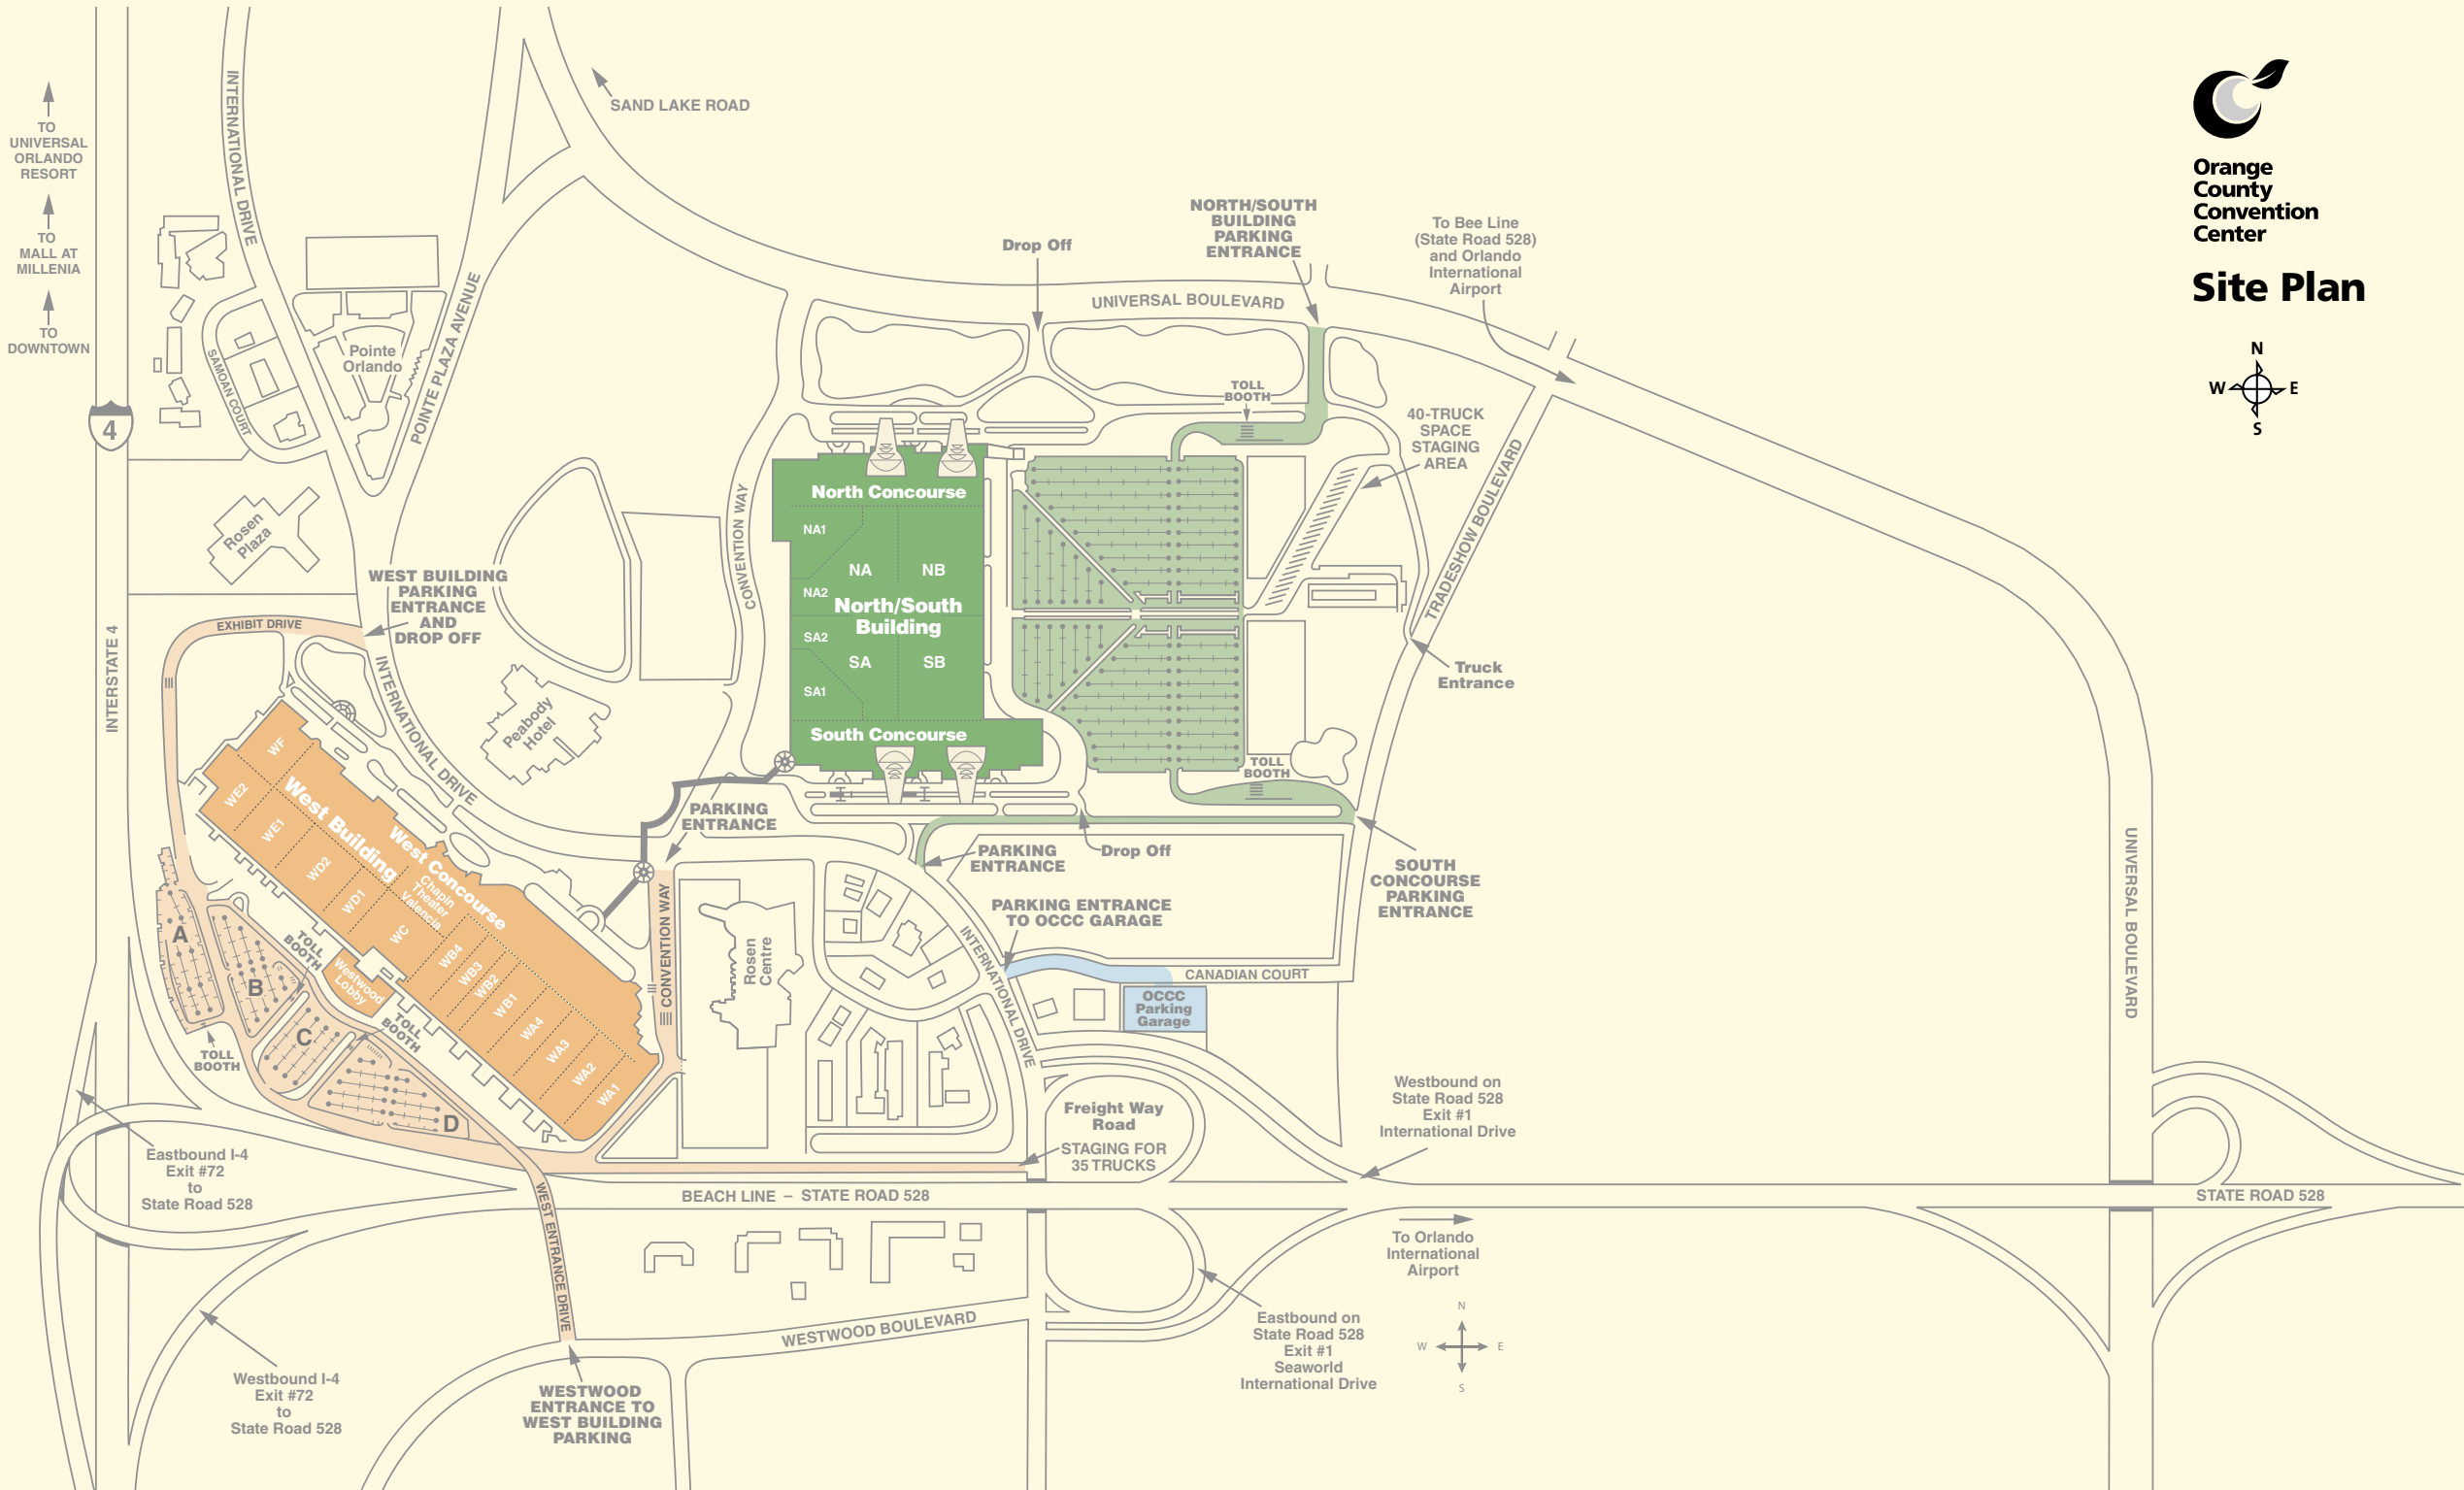 Orange
County
Convention
Center
Site Plan
N
W
E
S
TO
UNIVERSAL
ORLANDO
RESORT
TO
MALL AT
MILLENIA
TO
DOWNTOWN
4
INTERSTATE 4
INTERNATIONAL DRIVE
SAND LAKE ROAD
SAMOAN COURT
Pointe
Orlando
POINTE PLAZA AVENUE
Rosen
Plaza
WEST BUILDING
PARKING
ENTRANCE
AND
DROP OFF
EXHIBIT DRIVE
INTERNATIONAL DRIVE
Peabody
Hotel
CONVENTION WAY
Drop Off
UNIVERSAL BOULEVARD
NORTH/SOUTH
BUILDING
PARKING
ENTRANCE
To Bee Line
(State Road 528)
and Orlando
International
Airport
TOLL
BOOTH
40-TRUCK
SPACE
STAGING
AREA
TRADESHOW BOULEVARD
Truck
Entrance
North Concourse
NA1
NA
NB
NA2
North/South
Building
SA2
SA
SB
SA1
South Concourse
TOLL
BOOTH
PARKING
ENTRANCE
PARKING
ENTRANCE
Drop Off
SOUTH
CONCOURSE
PARKING
ENTRANCE
PARKING ENTRANCE
TO OCCC GARAGE
INTERNATIONAL DRIVE
CANADIAN COURT
OCCC
Parking
Garage
UNIVERSAL BOULEVARD
WF
WE2
WE1
WD2
WD1
WC
WB4
WB3
WB2
WB1
WA4
WA3
WA2
WA1
West Building
West Concourse
Chapin
Theater
Valencia
Westwood
Lobby
A
B
C
D
TOLL
BOOTH
TOLL
BOOTH
TOLL
BOOTH
CONVENTION WAY
Rosen
Centre
Freight Way
Road
STAGING FOR
35 TRUCKS
Westbound on
State Road 528
Exit #1
International Drive
Eastbound I-4
Exit #72
to
State Road 528
BEACH LINE – STATE ROAD 528
STATE ROAD 528
To Orlando
International
Airport
WEST ENTRANCE DRIVE
WESTWOOD BOULEVARD
Eastbound on
State Road 528
Exit #1
Seaworld
International Drive
N
W
E
S
Westbound I-4
Exit #72
to
State Road 528
WESTWOOD
ENTRANCE TO
WEST BUILDING
PARKING